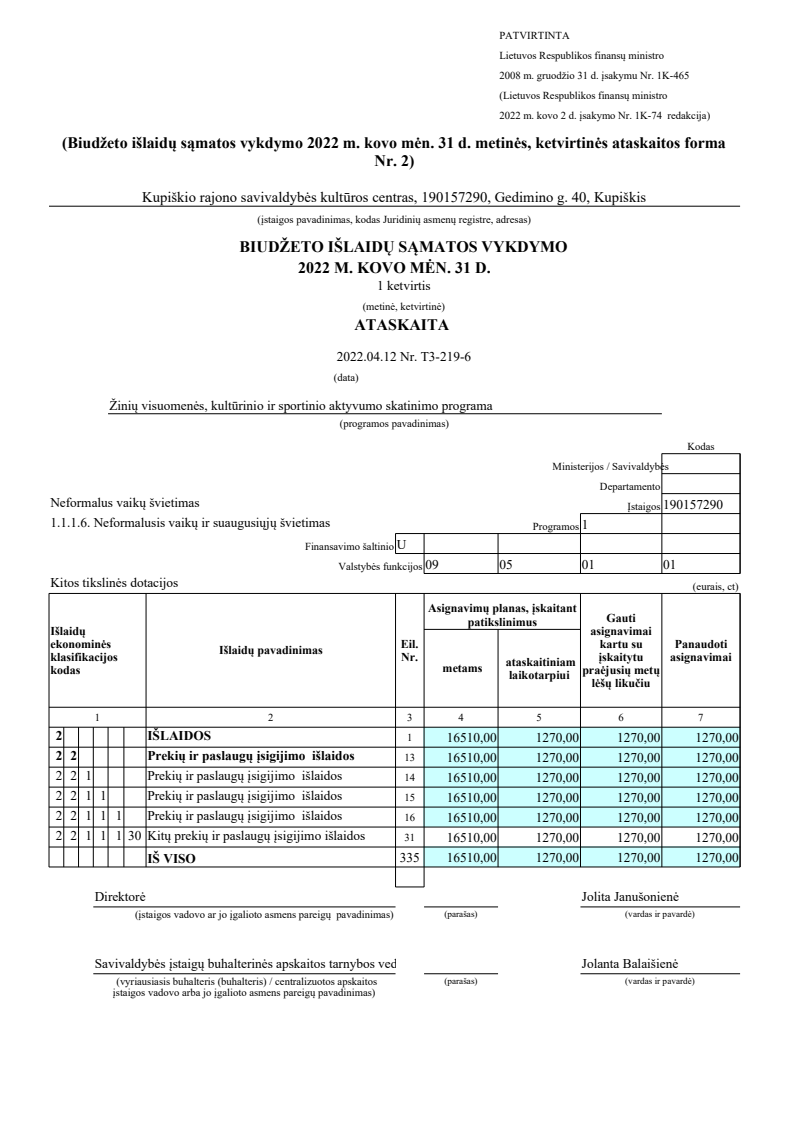 PATVIRTINTA
Lietuvos Respublikos finansų ministro
2008 m. gruodžio 31 d. įsakymu Nr. 1K-465
(Lietuvos Respublikos finansų ministro
2022 m. kovo 2 d. įsakymo Nr. 1K-74 redakcija)
(Biudžeto išlaidų sąmatos vykdymo 2022 m. kovo mėn. 31 d. metinės, ketvirtinės ataskaitos forma
Nr. 2)
Kupiškio rajono savivaldybės kultūros centras, 190157290, Gedimino g. 40, Kupiškis
(įstaigos pavadinimas, kodas Juridinių asmenų registre, adresas)
BIUDŽETO IŠLAIDŲ SĄMATOS VYKDYMO
2022 M. KOVO MĖN. 31 D.
1 ketvirtis
(metinė, ketvirtinė)
ATASKAITA
2022.04.12 Nr. T3-219-6
(data)
Žinių visuomenės, kultūrinio ir sportinio aktyvumo skatinimo programa
(programos pavadinimas)
Kodas
Ministerijos / Savivaldybės
Departamento
Neformalus vaikų švietimas Įstaigos 190157290
1.1.1.6. Neformalusis vaikų ir suaugusiųjų švietimas Programos 1
Finansavimo šaltinio U
Valstybės funkcijos 09 05 01 01
Kitos tikslinės dotacijos (eurais, ct)
Išlaidų ekonominės klasifikacijos kodas Išlaidų pavadinimas Eil. Nr. Asignavimų planas, įskaitant patikslinimus Gauti asignavimai kartu su įskaitytu praėjusių metų lėšų likučiu Panaudoti asignavimai
metams ataskaitiniam laikotarpiui
1 2 3 4 5 6 7
2 IŠLAIDOS 1 16510,00 1270,00 1270,00 1270,00
2 2 Prekių ir paslaugų įsigijimo išlaidos 13 16510,00 1270,00 1270,00 1270,00
2 2 1 Prekių ir paslaugų įsigijimo išlaidos 14 16510,00 1270,00 1270,00 1270,00
2 2 1 1 Prekių ir paslaugų įsigijimo išlaidos 15 16510,00 1270,00 1270,00 1270,00
2 2 1 1 1 Prekių ir paslaugų įsigijimo išlaidos 16 16510,00 1270,00 1270,00 1270,00
2 2 1 1 1 30 Kitų prekių ir paslaugų įsigijimo išlaidos 31 16510,00 1270,00 1270,00 1270,00
IŠ VISO 335 16510,00 1270,00 1270,00 1270,00
Direktorė Jolita Janušonienė
(įstaigos vadovo ar jo įgalioto asmens pareigų pavadinimas) (parašas) (vardas ir pavardė)
Savivaldybės įstaigų buhalterinės apskaitos tarnybos ved Jolanta Balaišienė
(vyriausiasis buhalteris (buhalteris) / centralizuotos apskaitos (parašas) (vardas ir pavardė)
įstaigos vadovo arba jo įgalioto asmens pareigų pavadinimas)